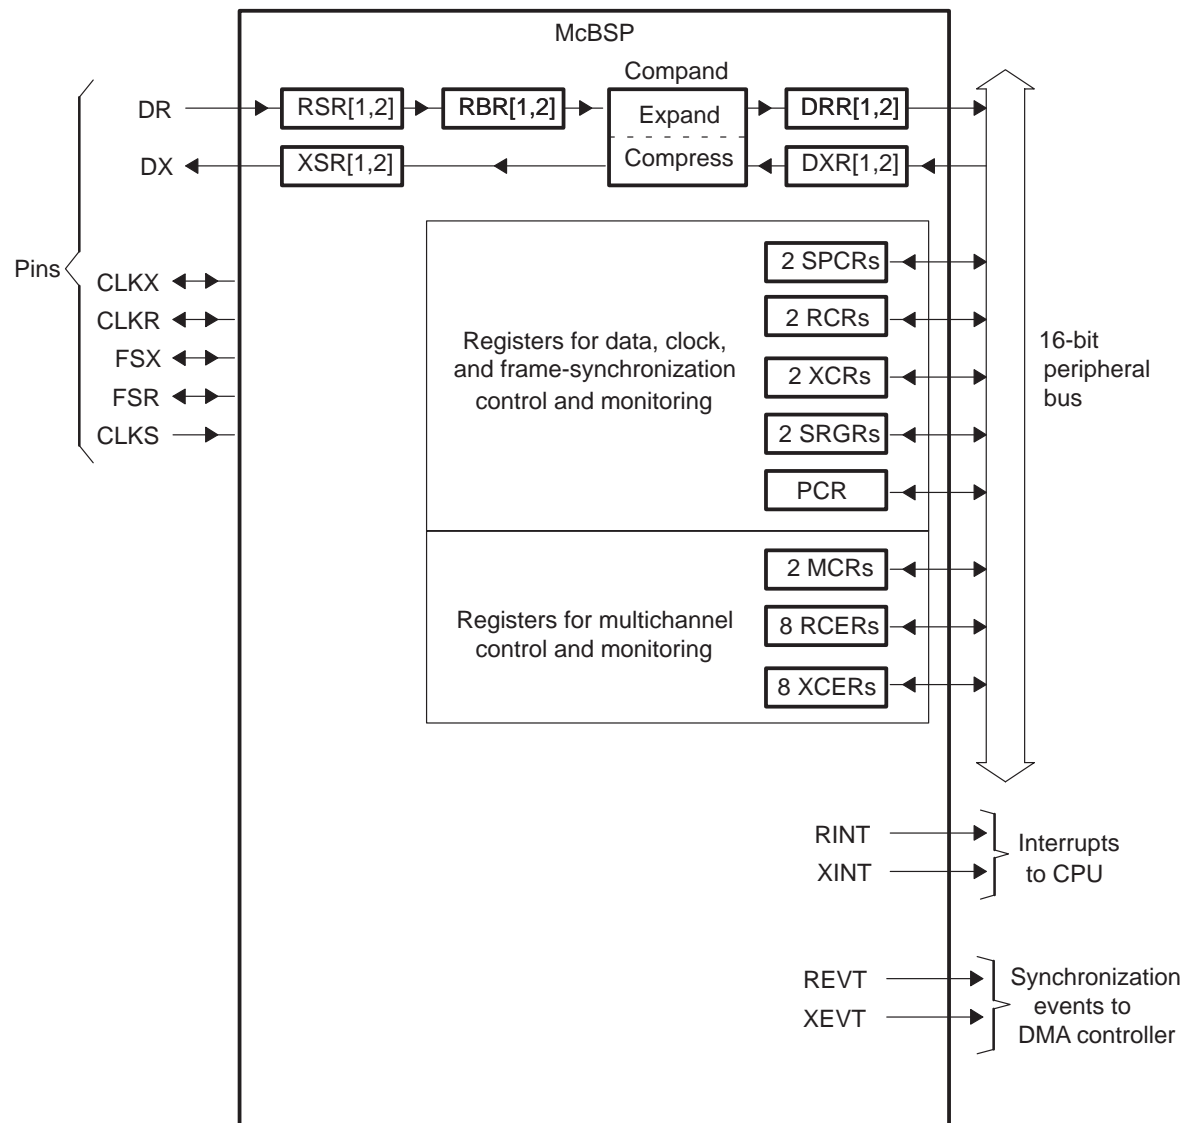 McBSP
Compand
DR
RSR[1,2]
RBR[1,2]
Expand
DRR[1,2]
DX
XSR[1,2]
Compress
DXR[1,2]
Pins
CLKX
CLKR
FSX
FSR
CLKS
Registers for data, clock,
and frame-synchronization
control and monitoring
2 SPCRs
2 RCRs
2 XCRs
2 SRGRs
PCR
16-bit
peripheral
bus
Registers for multichannel
control and monitoring
2 MCRs
8 RCERs
8 XCERs
RINT
XINT
Interrupts
to CPU
REVT
XEVT
Synchronization
events to
DMA controller